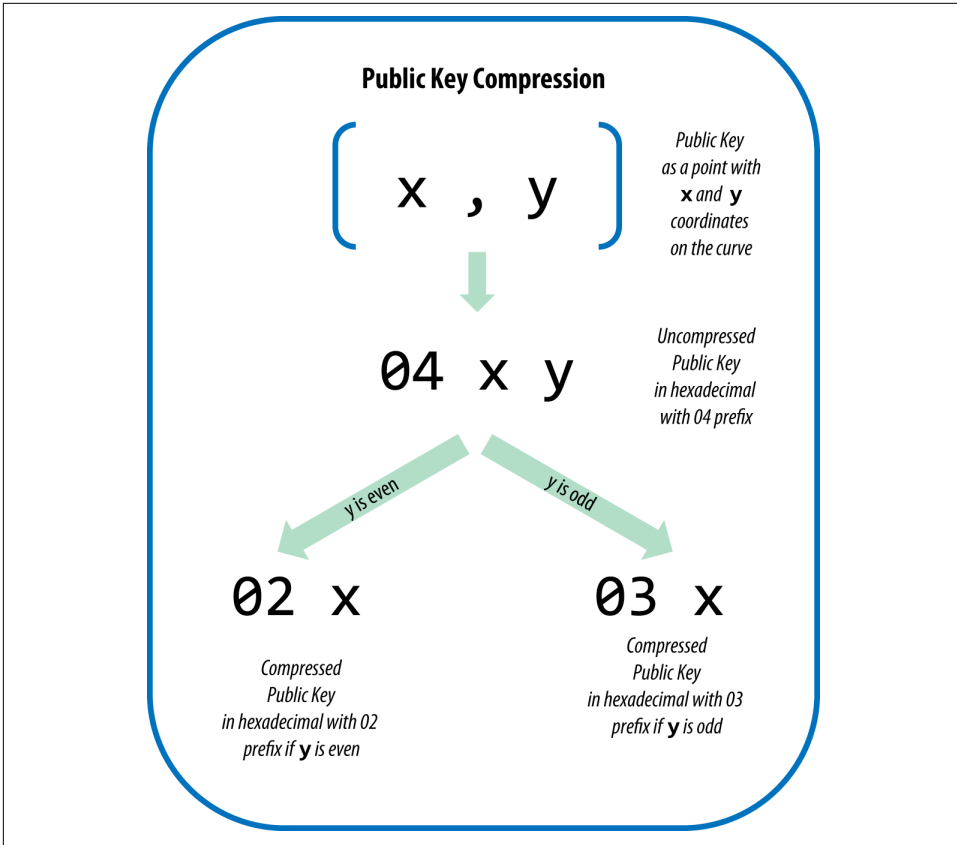 Public Key Compression
x , y
Public Key
as a point with
x and y
coordinates
on the curve
04 x y
Uncompressed
Public Key
in hexadecimal
with 04 prefix
y is even
y is odd
02 x
03 x
Compressed
Public Key
in hexadecimal with 02
prefix if y is even
Compressed
Public Key
in hexadecimal with 03
prefix if y is odd